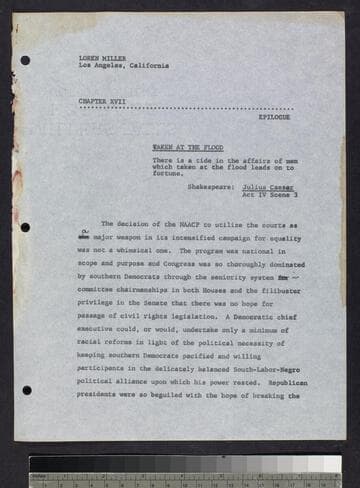 LOREN MILLER
Los Angeles, California
CHAPTER XVII
EPILOGUE
TAKEN AT THE FLOOD
There is a tide in the affairs of men
which taken at the flood leads on to
fortune.
Shakespeare: Julius Caesar
Act IV Scene 3
The decision of the NAACP to utilize the courts as
a
major weapon in its intensified campaign for equality
was not a whimsical one. The program was national in
scope and purpose and Congress was so thoroughly dominated
by southern Democrats through the seniority system --
committee chairmanships in both Houses and the filibuster
privilege in the Senate that there was no hope for
passage of civil rights legislation. A Democratic chief
executive could, or would, undertake only a minimum of
racial reforms in light of the political necessity of
keeping southern Democrats pacified and willing
participants in the delicately balanced South-Labor-Negro
political alliance upon which his power rested. Republican
presidents were so beguiled with the hope of breaking the